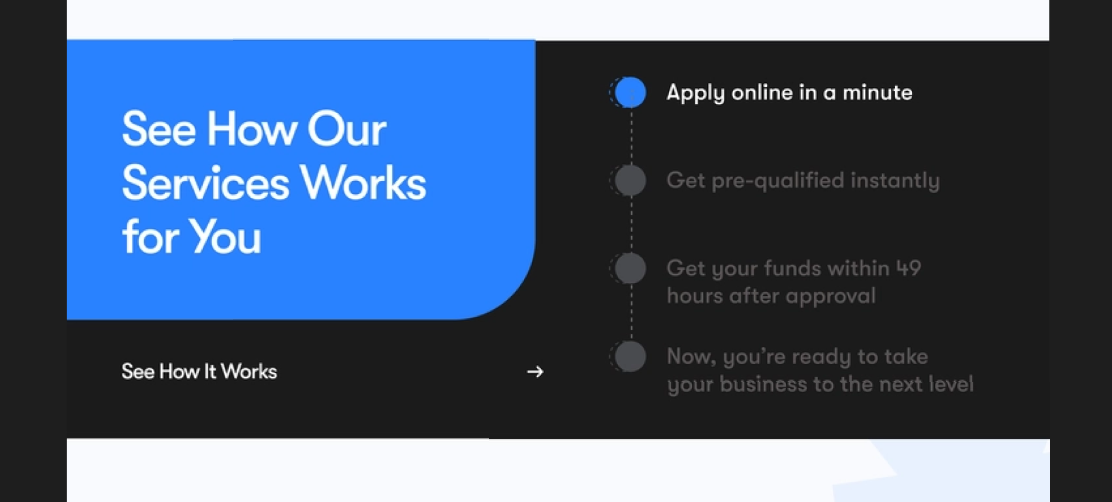 See How Our
Services Works
for You
See How It Works
→
Apply online in a minute
Get pre-qualified instantly
Get your funds within 49
hours after approval
Now, you're ready to take
your business to the next level